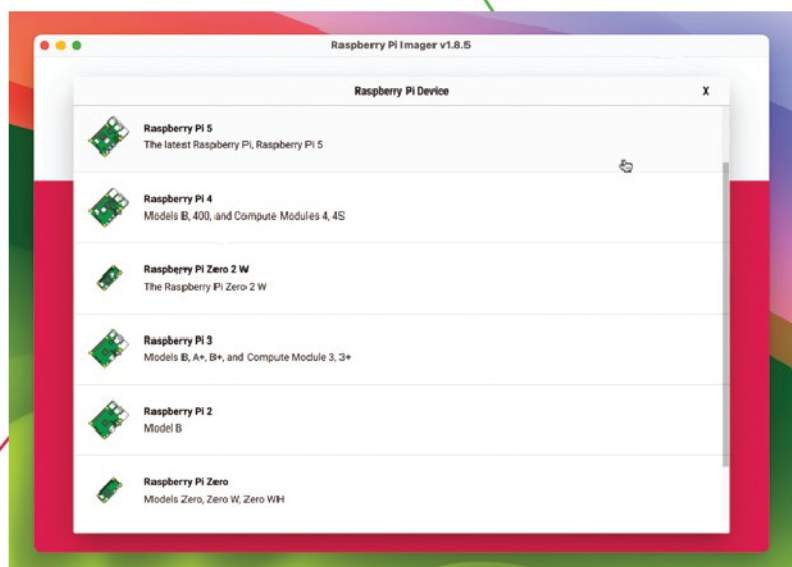 Raspberry Pi Imager v1.8.5
Raspberry Pi Device
X
Raspberry Pi 5
The latest Raspberry Pi, Raspberry Pi 5
Raspberry Pi 4
Models B, 400, and Compute Modules 4, 4S
Raspberry Pi Zero 2 W
The Raspberry Pi Zero 2 W
Raspberry Pi 3
Models B, A+, B+, and Compute Module 3, 3+
Raspberry Pi 2
Model B
Raspberry Pi Zero
Models Zero, Zero W, Zero WH